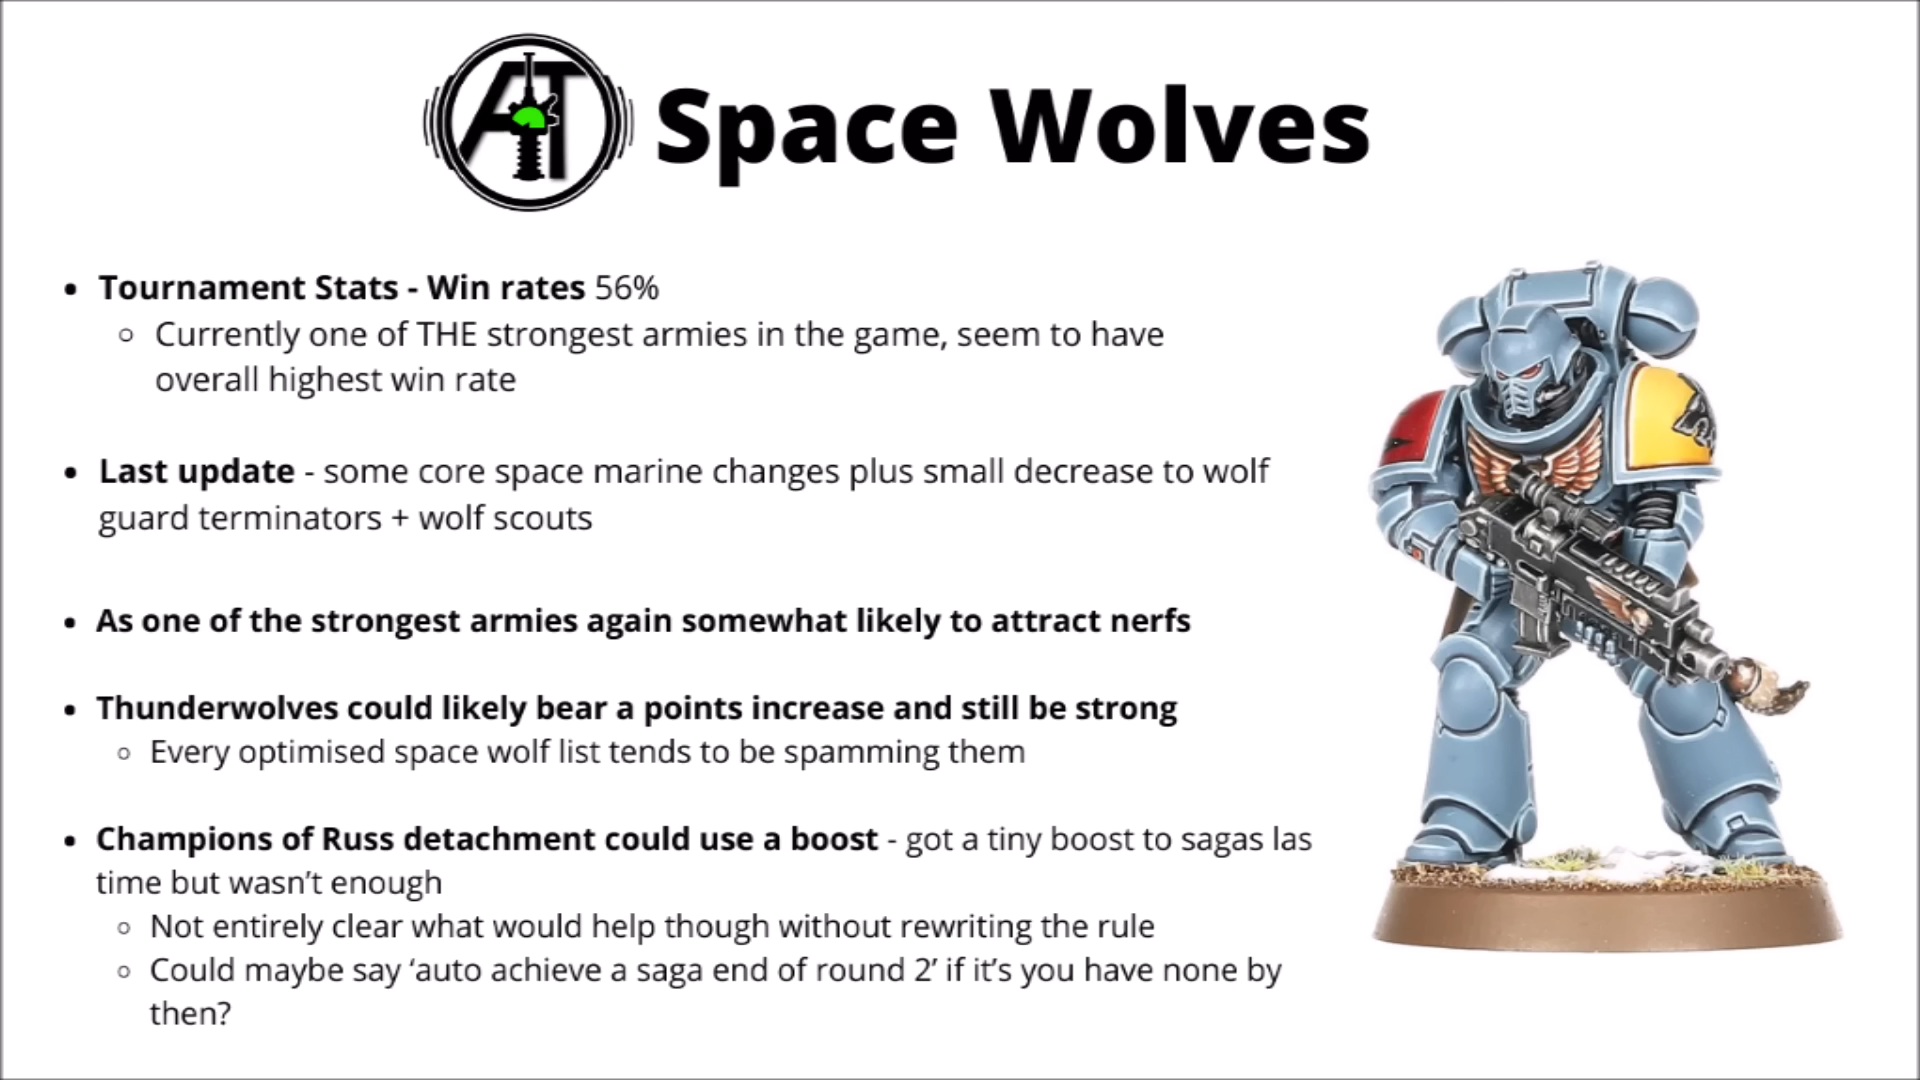 AT Space Wolves
• Tournament Stats - Win rates 56%
○ Currently one of THE strongest armies in the game, seem to have
overall highest win rate
• Last update - some core space marine changes plus small decrease to wolf
guard terminators + wolf scouts
• As one of the strongest armies again somewhat likely to attract nerfs
• Thunderwolves could likely bear a points increase and still be strong
○ Every optimised space wolf list tends to be spamming them
• Champions of Russ detachment could use a boost - got a tiny boost to sagas las
time but wasn’t enough
○ Not entirely clear what would help though without rewriting the rule
○ Could maybe say ‘auto achieve a saga end of round 2’ if it’s you have none by
then?